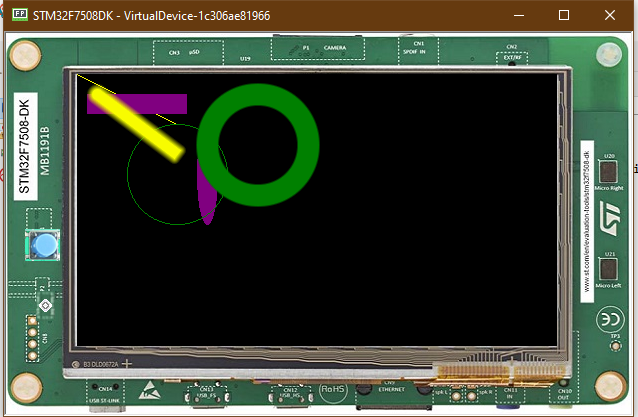 STM32F7508DK - VirtualDevice-1c306ae81966
CN3 µSD
U19
P1 CAMERA
CN1
SPDIF IN
CN2
EXT/RF
STM32F7508-DK
MB1191B
U20
Micro Right
www.st.com/en/evaluation-tools/stm32f7508-dk
U21
Micro Left
TP3
B3 DLD0672A
CN14
USB ST-LINK
CN13
USB_FS
CN12
USB_HS
RoHS
CN9
ETHERNET
spk L
spk R
CN11
IN
CN10
OUT